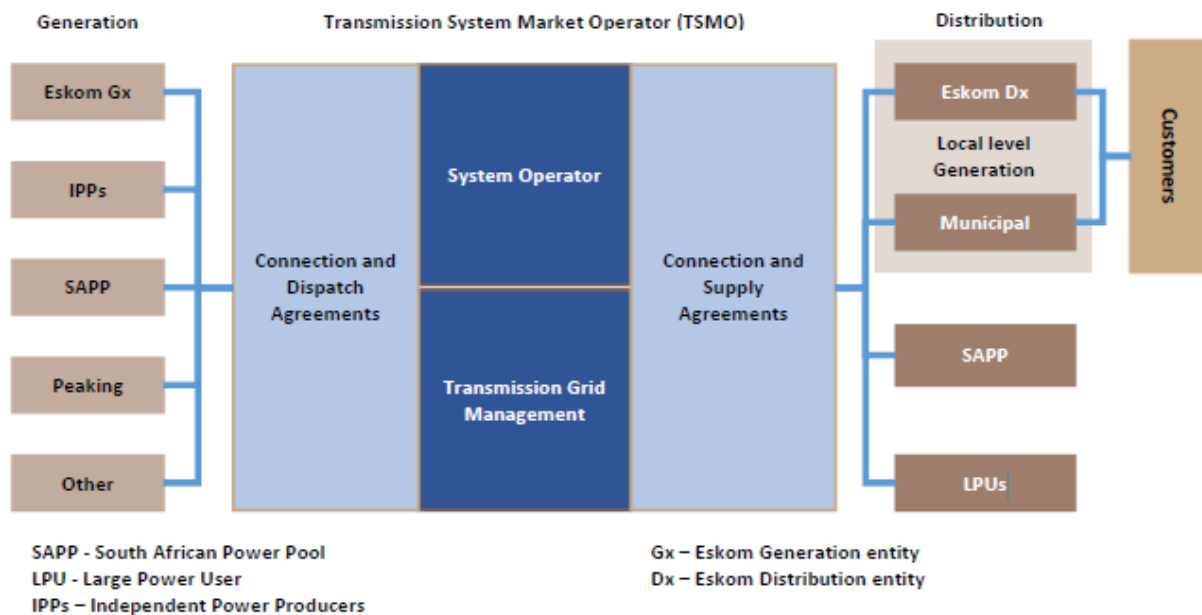 Generation
Transmission System Market Operator (TSMO)
Distribution
Eskom Gx
IPPs
SAPP
Peaking
Other
Connection and
Dispatch
Agreements
System Operator
Transmission Grid
Management
Connection and
Supply
Agreements
Eskom Dx
Local level
Generation
Municipal
SAPP
LPUs
Customers
SAPP - South African Power Pool
LPU - Large Power User
IPPs – Independent Power Producers
Gx – Eskom Generation entity
Dx – Eskom Distribution entity